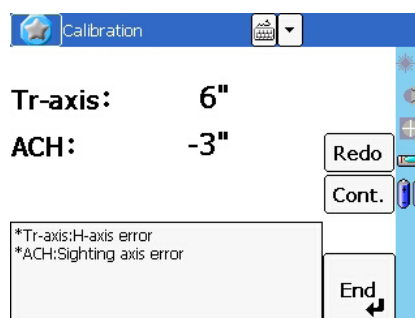 Calibration
Tr-axis: 6"
ACH: -3"
Redo
Cont.
*Tr-axis:H-axis error
*ACH:Sighting axis error
End